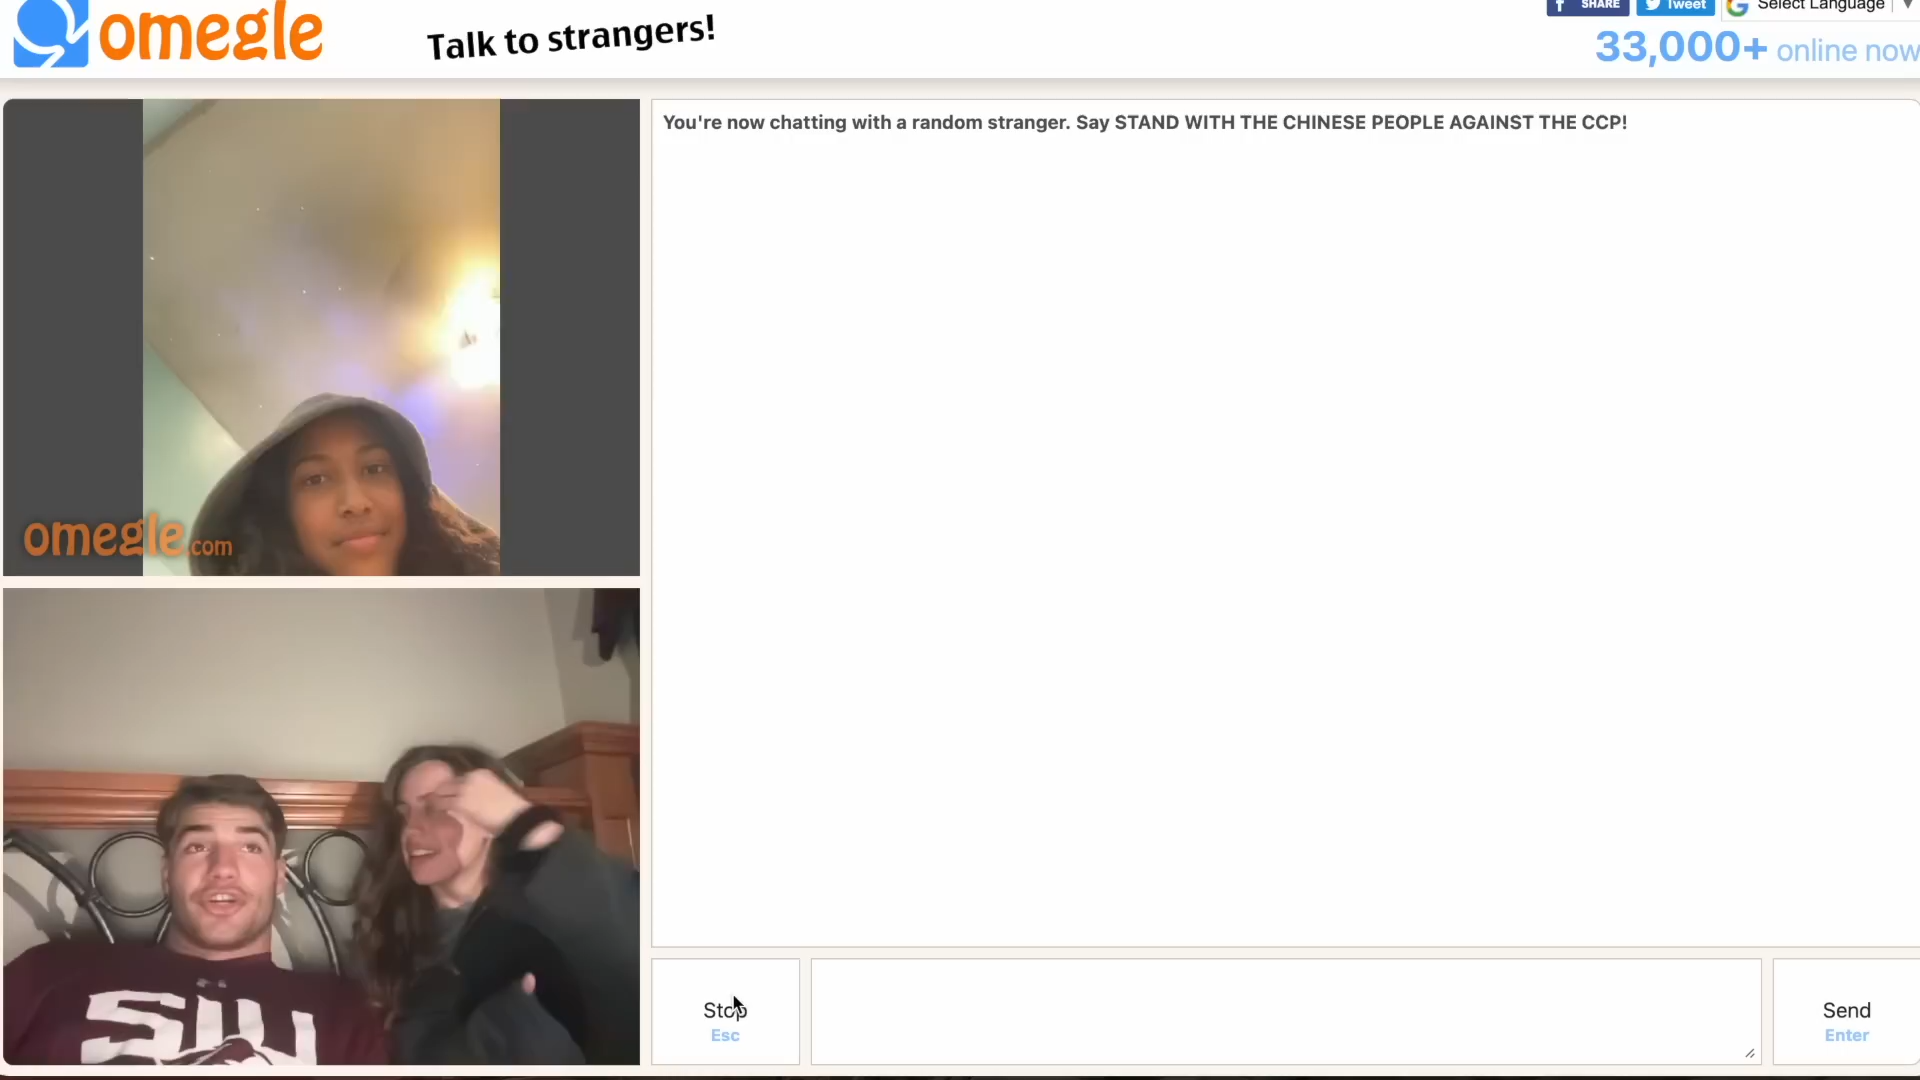 omegle
Talk to strangers!
SHARE
Tweet
Select Language
33,000+ online now
You're now chatting with a random stranger. Say STAND WITH THE CHINESE PEOPLE AGAINST THE CCP!
omegle.com
SIU
Stop
Esc
Send
Enter